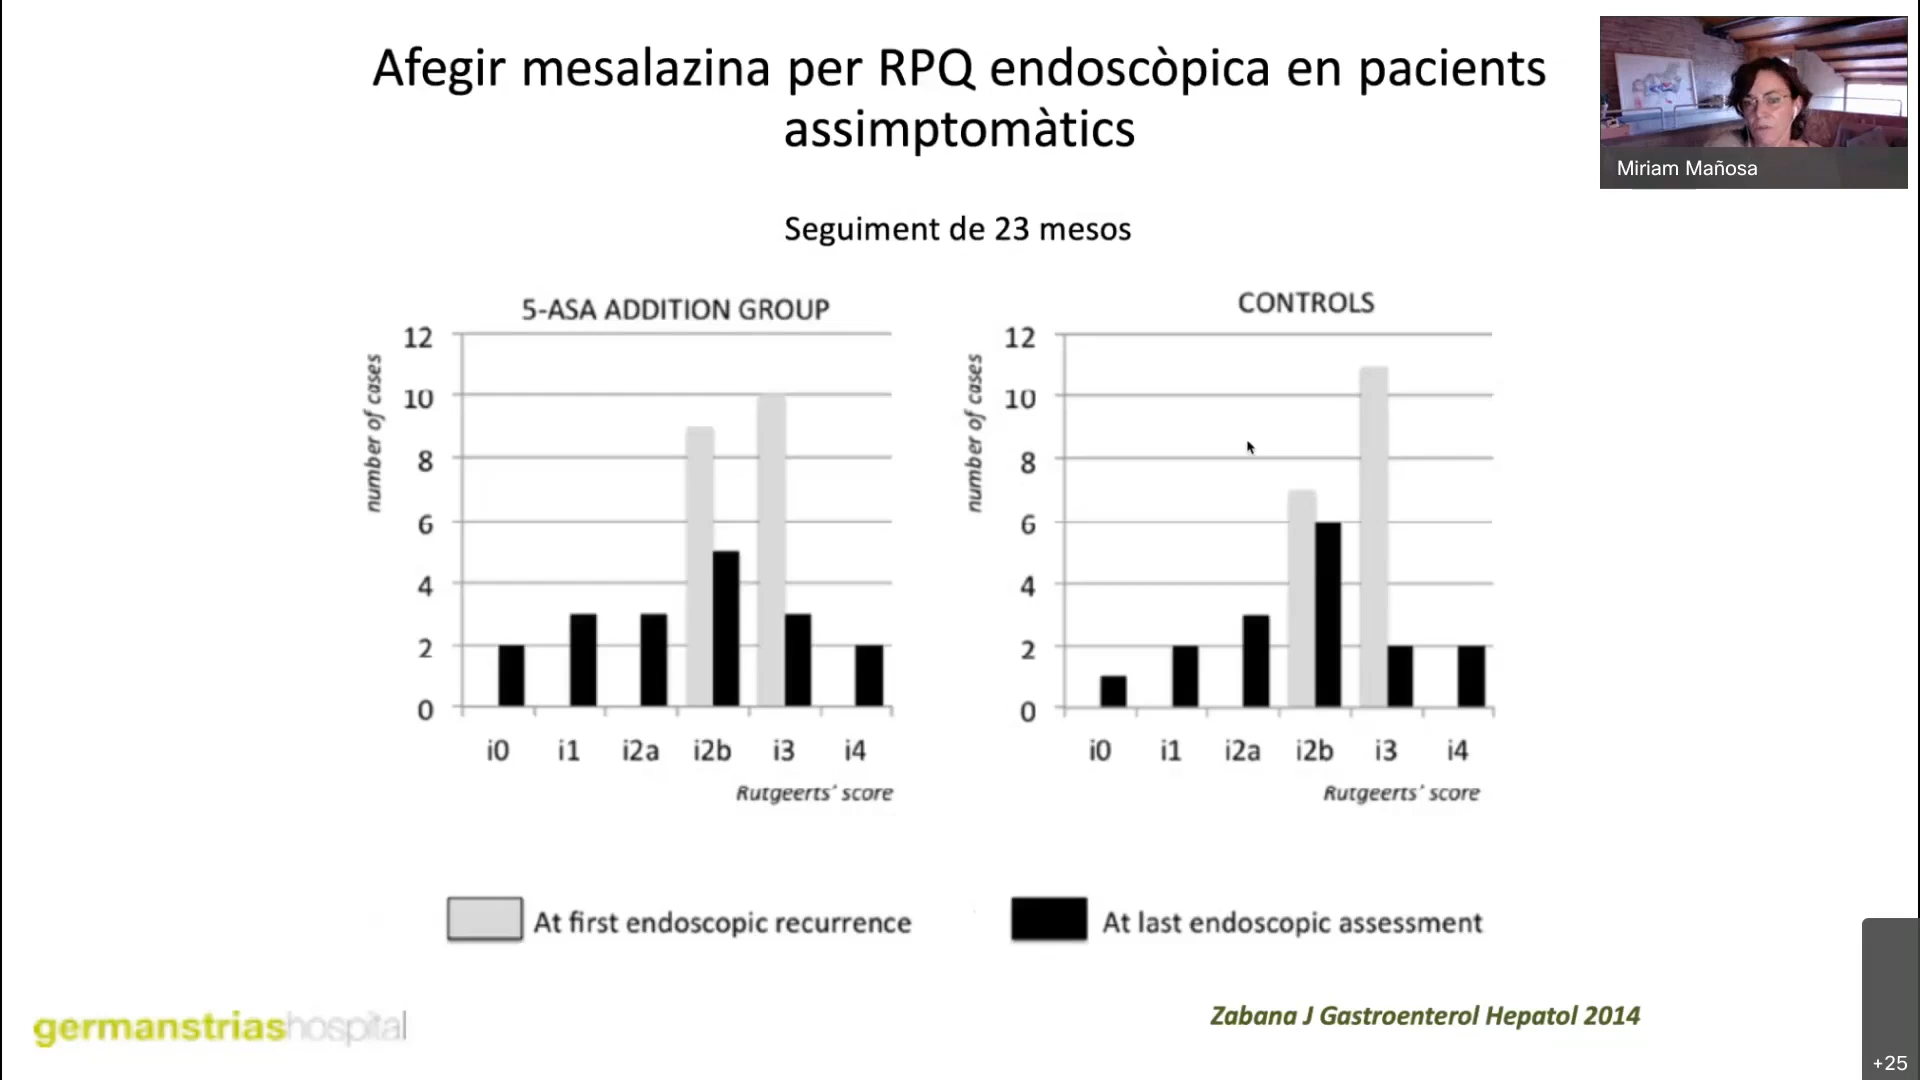 Afegir mesalazina per RPQ endoscòpica en pacients
assimptomàtics
Miriam Mañosa
Seguiment de 23 mesos
5-ASA ADDITION GROUP
number of cases
12
10
8
6
4
2
0
i0 i1 i2a i2b i3 i4
Rutgeerts' score
CONTROLS
number of cases
12
10
8
6
4
2
0
i0 i1 i2a i2b i3 i4
Rutgeerts' score
At first endoscopic recurrence
At last endoscopic assessment
germanstriashospital
Zabana J Gastroenterol Hepatol 2014
+25